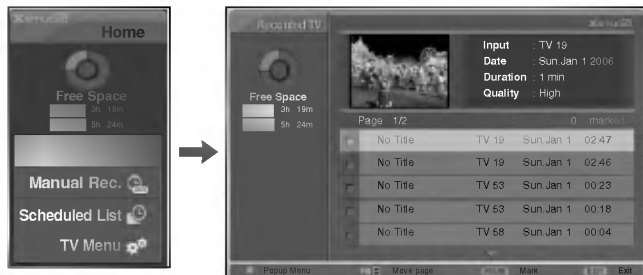 Home
Free Space
3h 19m
5h 24m
Manual Rec.
Scheduled List
TV Menu
Recorded TV
Free Space
3h 19m
5h 24m
Input : TV 19
Date : Sun.Jan 1 2006
Duration : 1 min
Quality : High
Page 1/2 0 marked
No Title TV 19 Sun.Jan 1 02:47
No Title TV 19 Sun.Jan 1 02:46
No Title TV 53 Sun.Jan 1 00:23
No Title TV 53 Sun.Jan 1 00:18
No Title TV 58 Sun.Jan 1 00:04
Popup Menu Move page Mark Exit